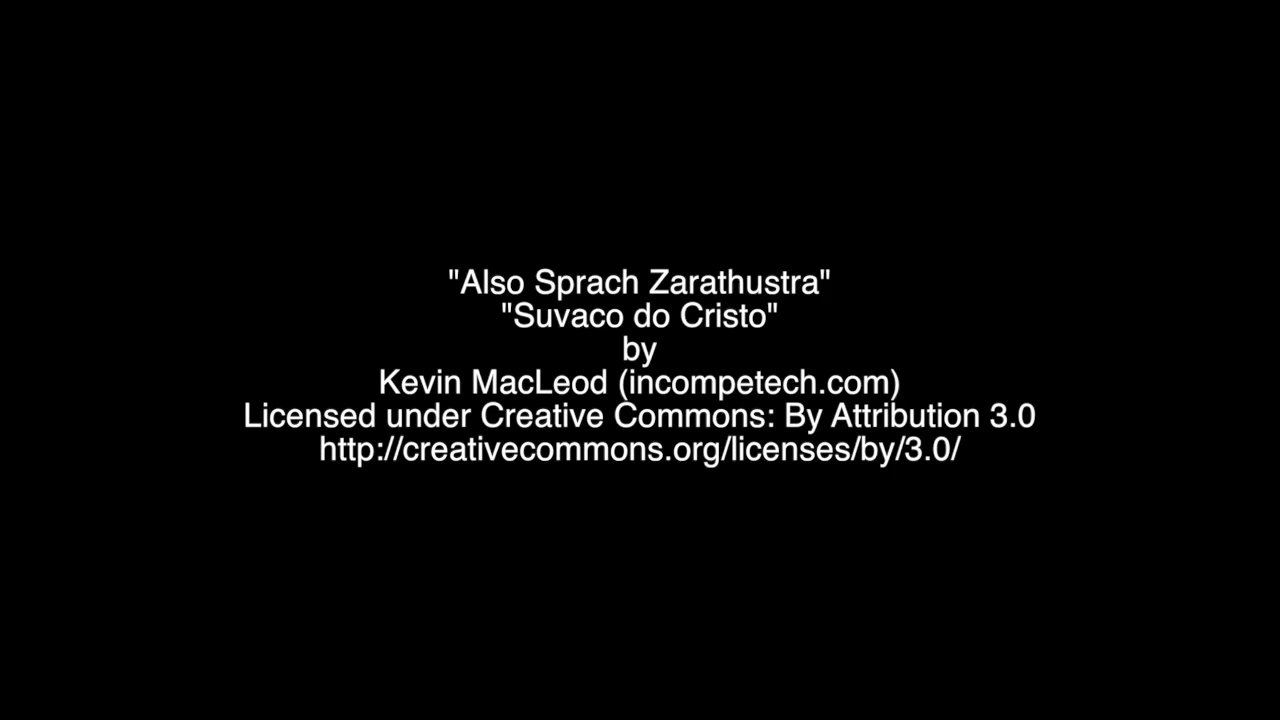 "Also Sprach Zarathustra"
"Suvaco do Cristo"
by
Kevin MacLeod (incompetech.com)
Licensed under Creative Commons: By Attribution 3.0
http://creativecommons.org/licenses/by/3.0/